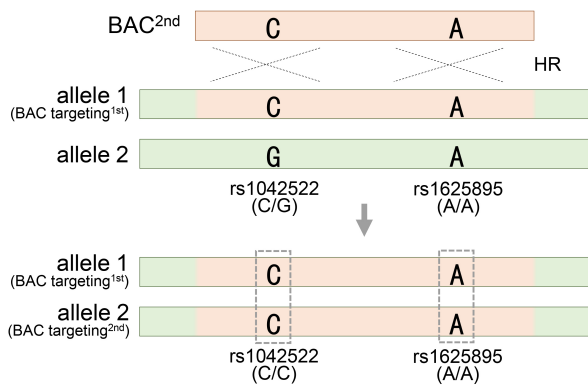 BAC2nd
C A
HR
allele 1
(BAC targeting1st)
C A
allele 2
G A
rs1042522 rs1625895
(C/G) (A/A)
allele 1
(BAC targeting1st)
C A
allele 2
(BAC targeting2nd)
C A
rs1042522 rs1625895
(C/C) (A/A)